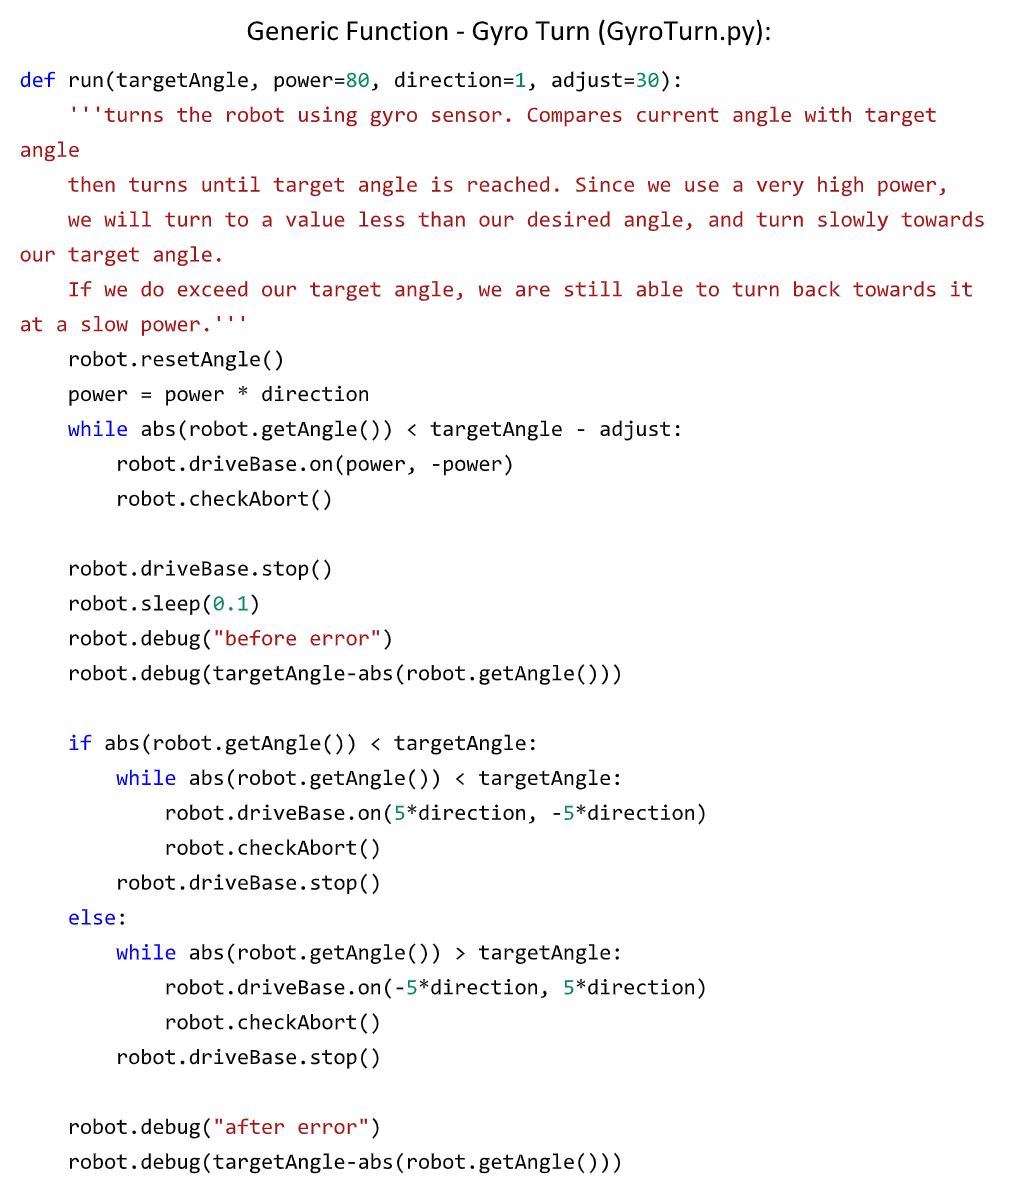 Generic Function - Gyro Turn (GyroTurn.py):
def run(targetAngle, power=80, direction=1, adjust=30):
    '''turns the robot using gyro sensor. Compares current angle with target
angle
    then turns until target angle is reached. Since we use a very high power,
    we will turn to a value less than our desired angle, and turn slowly towards
our target angle.
    If we do exceed our target angle, we are still able to turn back towards it
at a slow power.'''
    robot.resetAngle()
    power = power * direction
    while abs(robot.getAngle()) < targetAngle - adjust:
        robot.driveBase.on(power, -power)
        robot.checkAbort()

    robot.driveBase.stop()
    robot.sleep(0.1)
    robot.debug("before error")
    robot.debug(targetAngle-abs(robot.getAngle()))

    if abs(robot.getAngle()) < targetAngle:
        while abs(robot.getAngle()) < targetAngle:
            robot.driveBase.on(5*direction, -5*direction)
            robot.checkAbort()
        robot.driveBase.stop()
    else:
        while abs(robot.getAngle()) > targetAngle:
            robot.driveBase.on(-5*direction, 5*direction)
            robot.checkAbort()
        robot.driveBase.stop()

    robot.debug("after error")
    robot.debug(targetAngle-abs(robot.getAngle()))